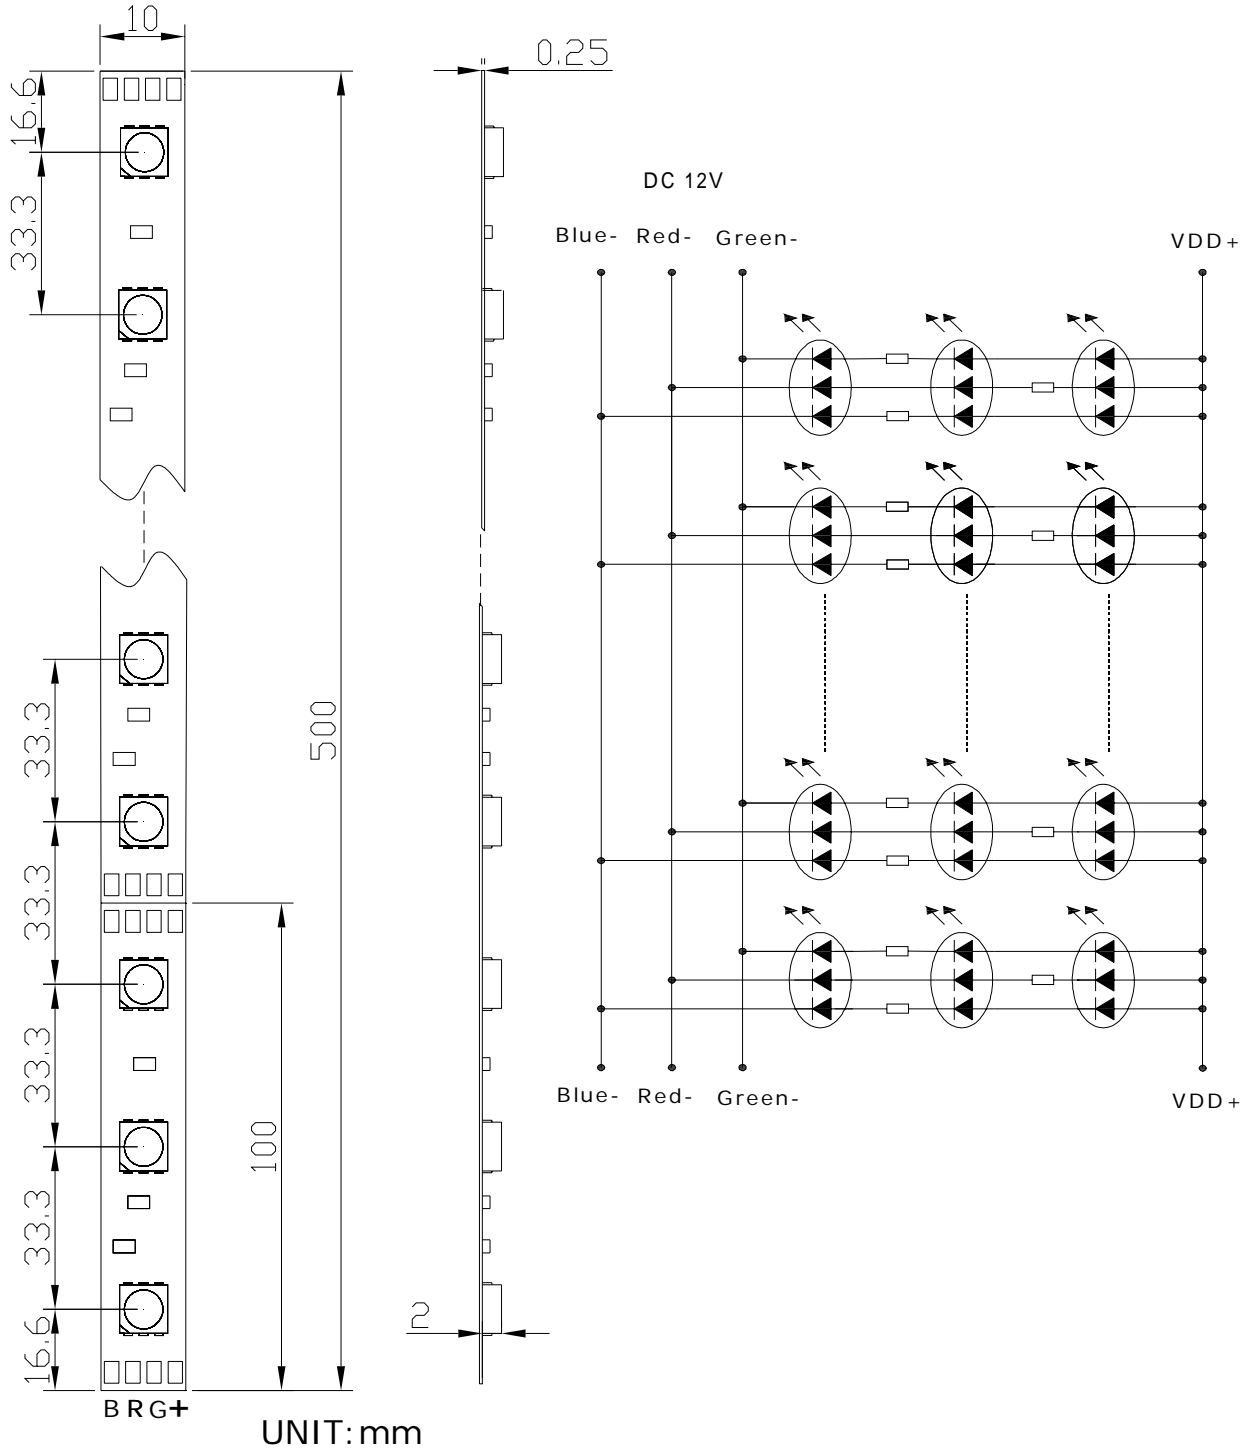 10
0.25
16.6
33.3
DC 12V
Blue- Red- Green- VDD+
500
33.3
33.3
33.3
100
33.3
16.6
2
Blue- Red- Green- VDD+
B R G +
UNIT: mm